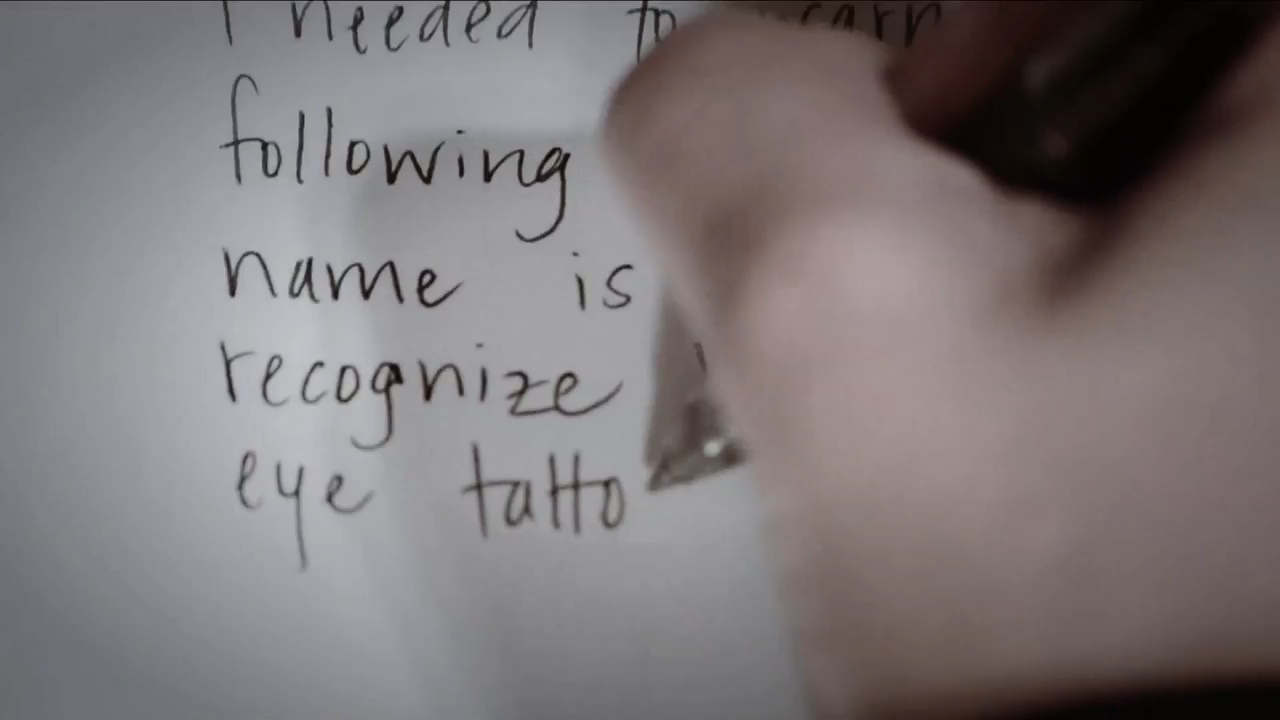 I needed to
following
name is
recognize
eye tatto